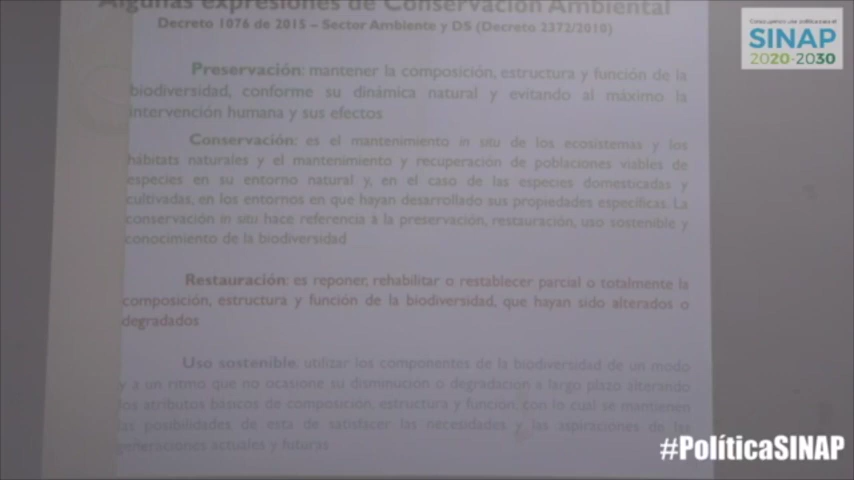 Algunas expresiones de Conservación Ambiental
Decreto 1076 de 2015 – Sector Ambiente y DS (Decreto 2372/2010)
Preservación: mantener la composición, estructura y función de la
biodiversidad, conforme su dinámica natural y evitando al máximo la
intervención humana y sus efectos
Conservación: es el mantenimiento in situ de los ecosistemas y los
hábitats naturales y el mantenimiento y recuperación de poblaciones viables de
especies en su entorno natural y, en el caso de las especies domesticadas y
cultivadas, en los entornos en que hayan desarrollado sus propiedades específicas. La
conservación in situ hace referencia a la preservación, restauración, uso sostenible y
conocimiento de la biodiversidad
Restauración: es reponer, rehabilitar o restablecer parcial o totalmente la
composición, estructura y función de la biodiversidad, que hayan sido alterados o
degradados
Uso sostenible, utilizar los componentes de la biodiversidad de un modo
y a un ritmo que no ocasione su disminución o degradación a largo plazo alterando
los atributos básicos de composición, estructura y función, con lo cual se mantienen
las posibilidades de esta de satisfacer las necesidades y las aspiraciones de las
generaciones actuales y futuras
SINAP
2020-2030
#PolíticaSINAP